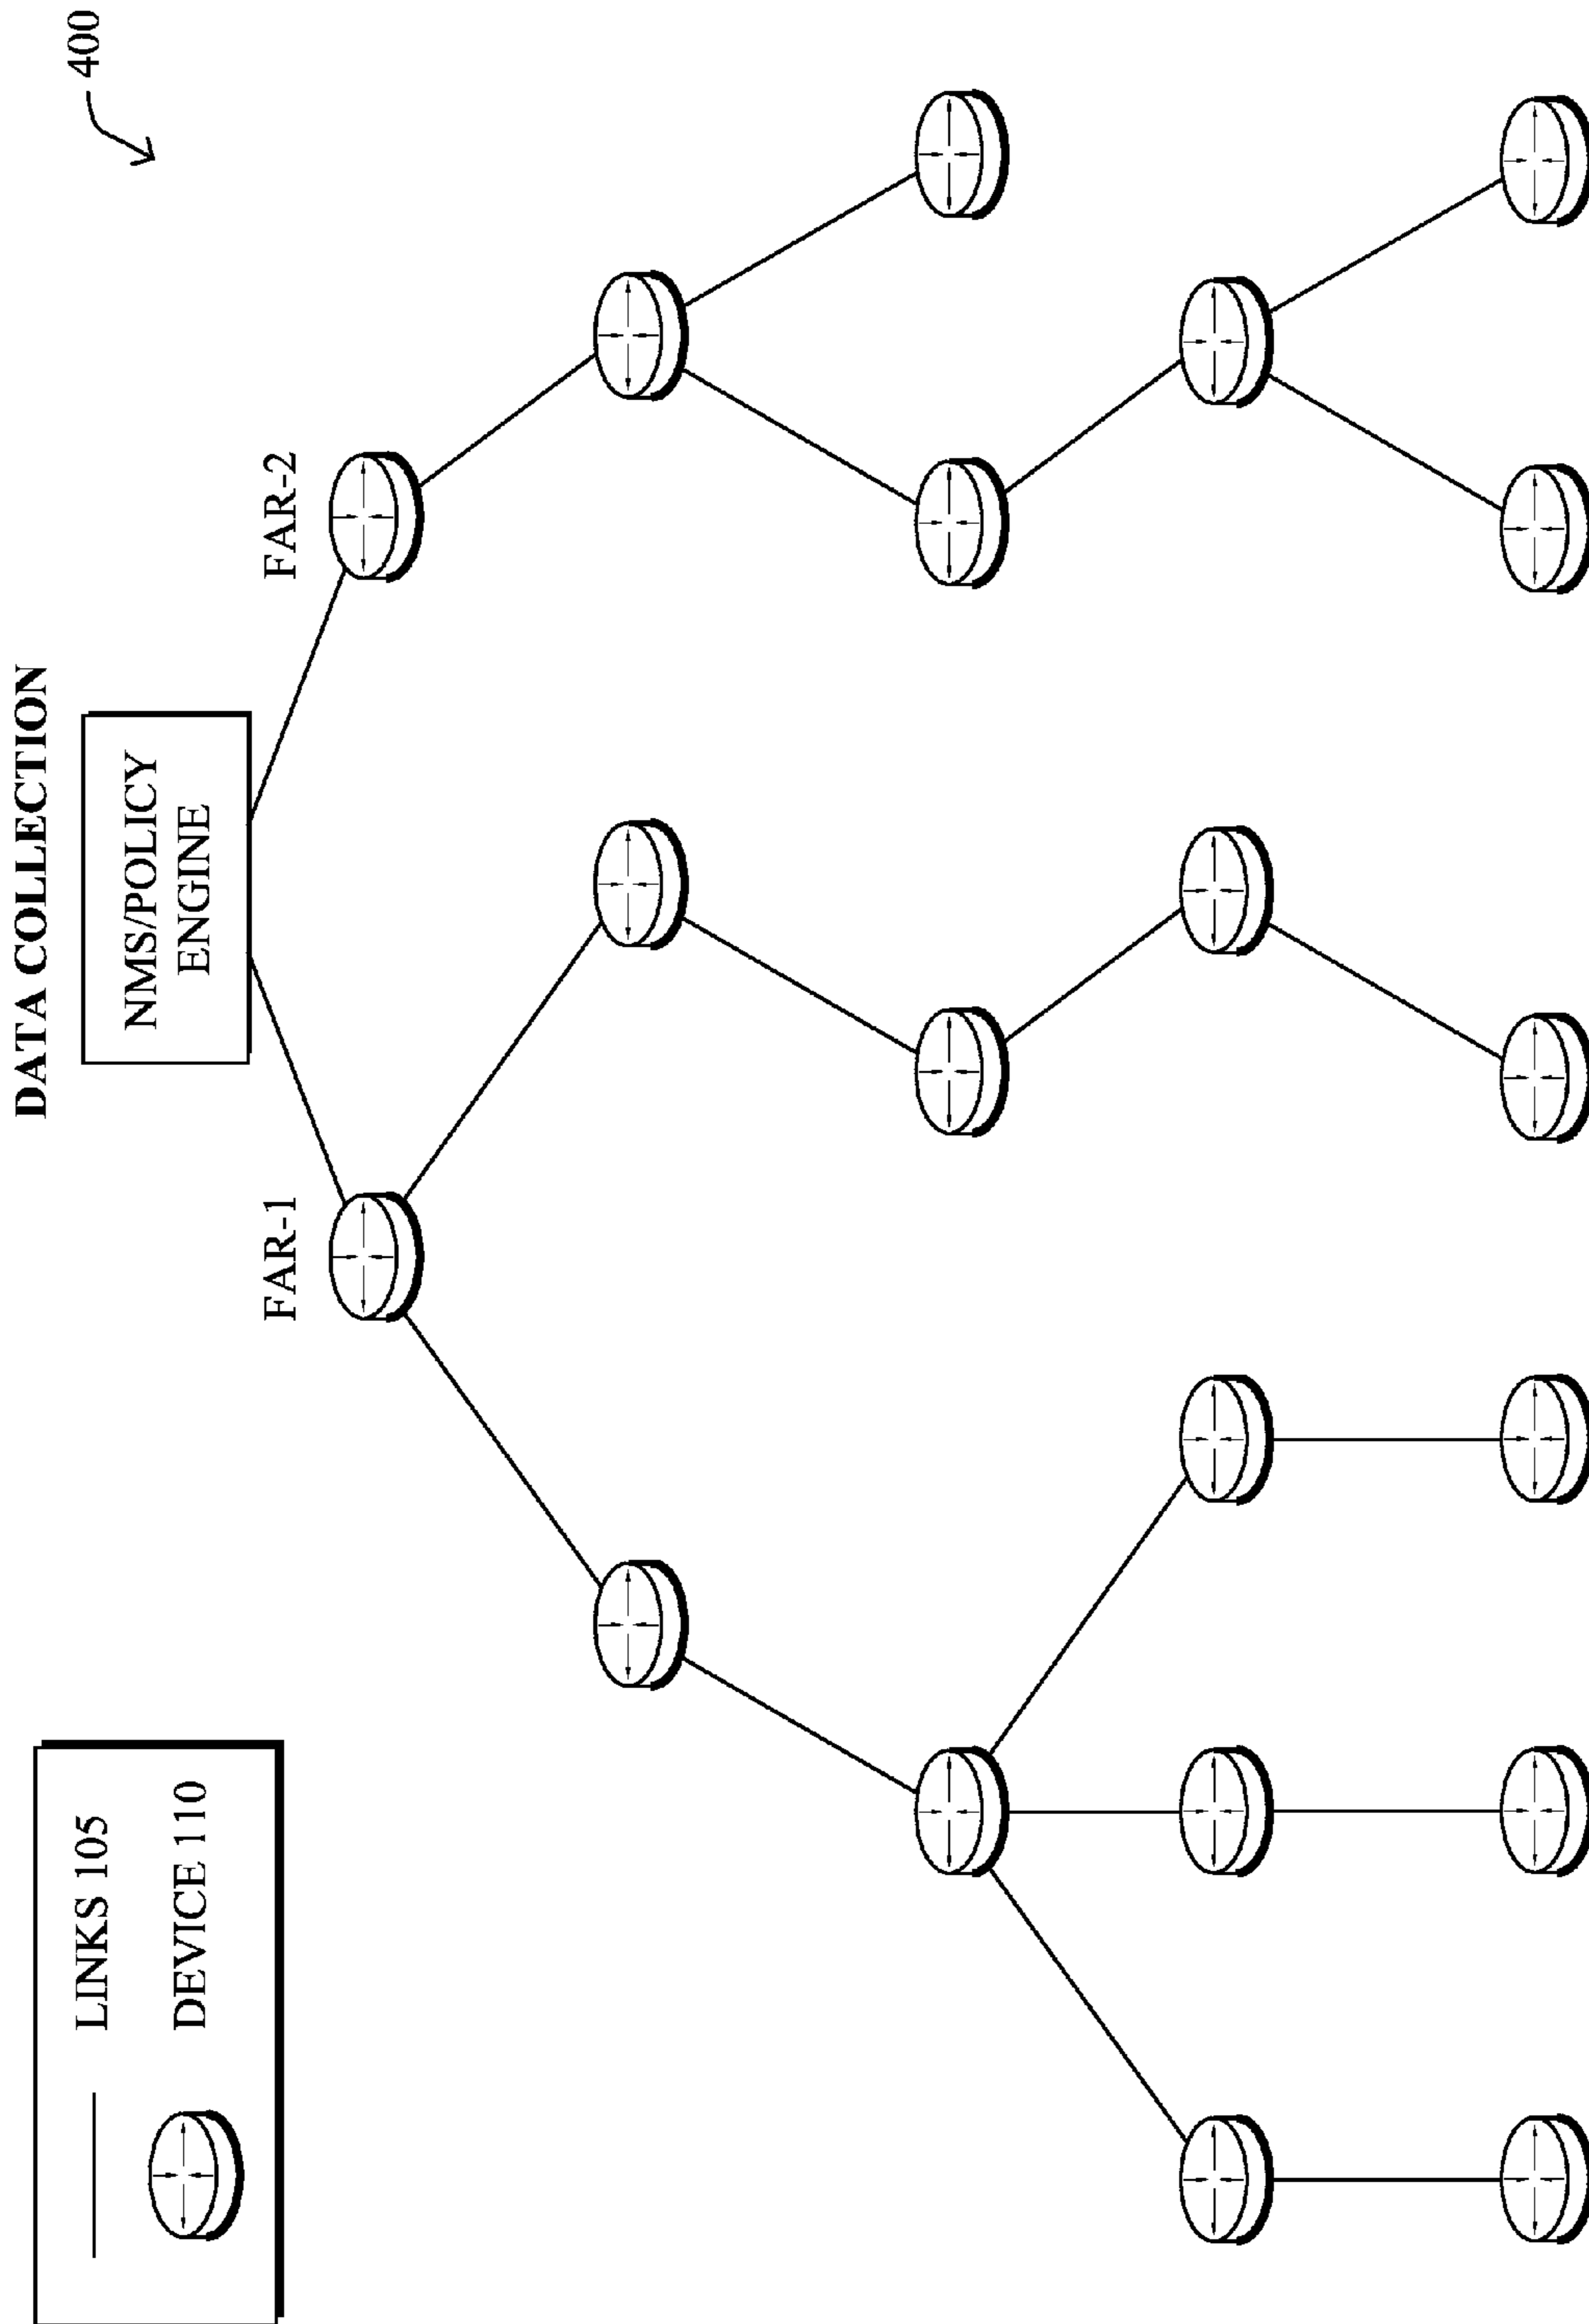 400
DATA COLLECTION
NMS/POLICY
ENGINE
FAR-1
FAR-2
LINKS 105
DEVICE 110